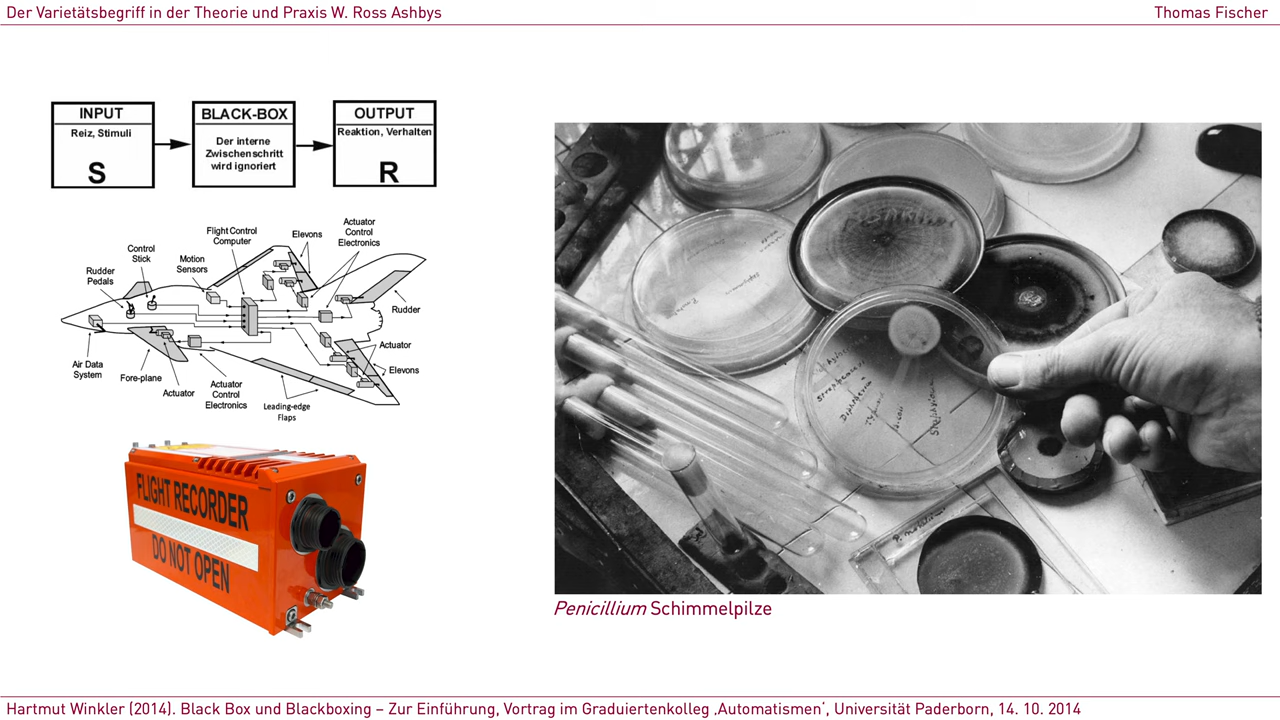 Der Varietätsbegriff in der Theorie und Praxis W. Ross Ashbys
Thomas Fischer
INPUT
Reiz, Stimuli
S
BLACK-BOX
Der interne
Zwischenschritt
wird ignoriert
OUTPUT
Reaktion, Verhalten
R
Actuator
Control
Electronics
Flight Control
Computer
Elevons
Control
Stick
Motion
Sensors
Rudder
Pedals
Rudder
Actuator
Elevons
Air Data
System
Fore-plane
Actuator
Actuator
Control
Electronics
Leading-edge
Flaps
FLIGHT RECORDER
DO NOT OPEN
Penicillium Schimmelpilze
Hartmut Winkler (2014). Black Box und Blackboxing – Zur Einführung, Vortrag im Graduiertenkolleg ‚Automatismen‘, Universität Paderborn, 14. 10. 2014